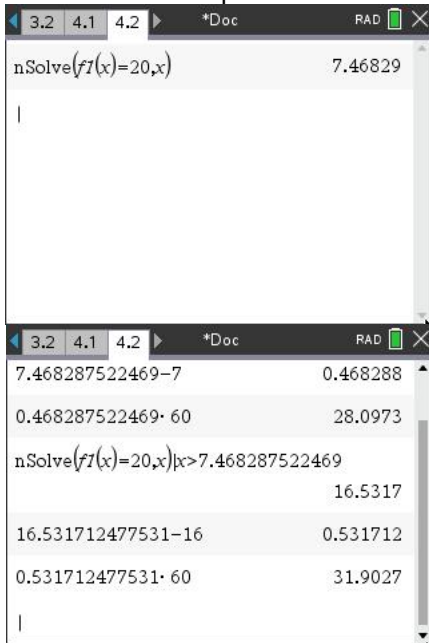 3.2 4.1 4.2 *Doc RAD
nSolve(f1(x)=20,x) 7.46829
3.2 4.1 4.2 *Doc RAD
7.468287522469−7 0.468288
0.468287522469·60 28.0973
nSolve(f1(x)=20,x)|x>7.468287522469
16.5317
16.531712477531−16 0.531712
0.531712477531·60 31.9027